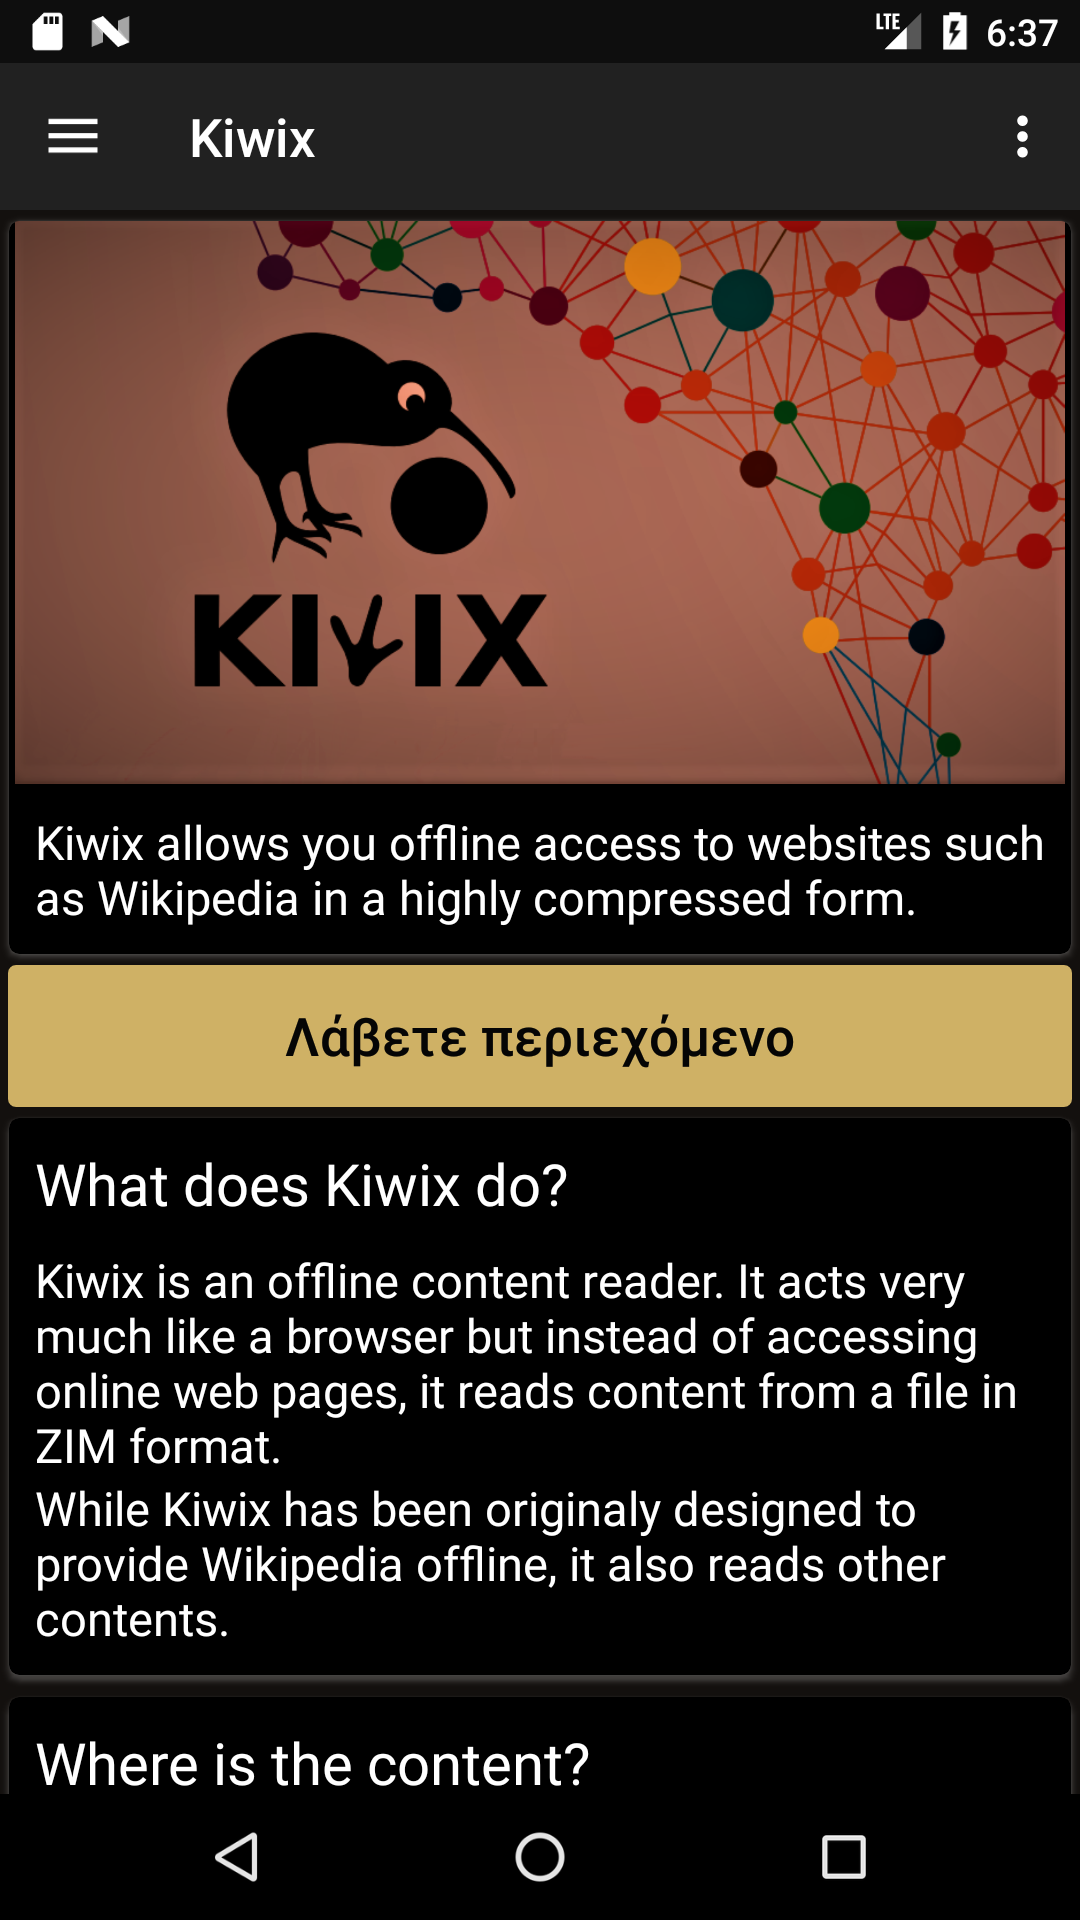 LTE 6:37
Kiwix
KIWIX
Kiwix allows you offline access to websites such
as Wikipedia in a highly compressed form.
Λάβετε περιεχόμενο
What does Kiwix do?
Kiwix is an offline content reader. It acts very
much like a browser but instead of accessing
online web pages, it reads content from a file in
ZIM format.
While Kiwix has been originaly designed to
provide Wikipedia offline, it also reads other
contents.
Where is the content?